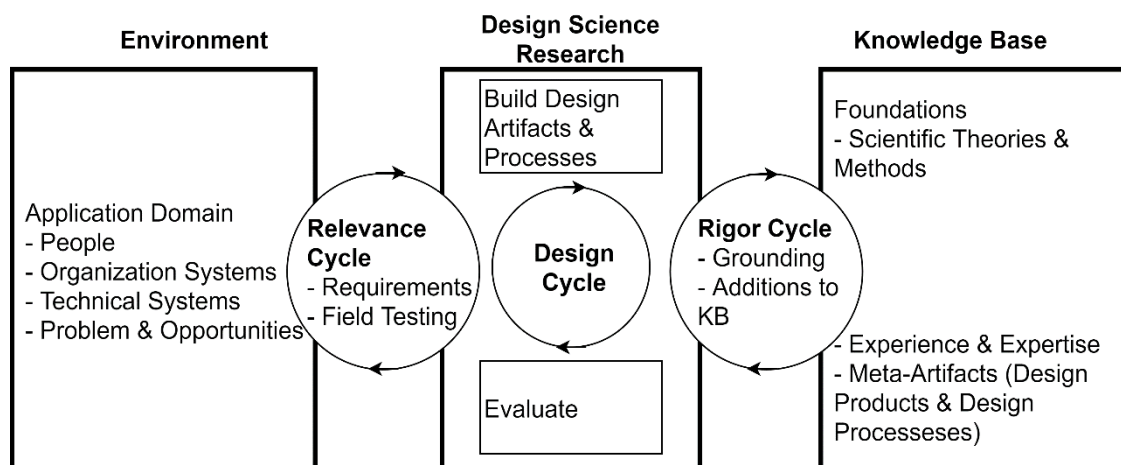 Environment
Design Science
Research
Knowledge Base
Build Design
Artifacts &
Processes
Foundations
- Scientific Theories &
Methods
Application Domain
- People
- Organization Systems
- Technical Systems
- Problem & Opportunities
Relevance
Cycle
- Requirements
- Field Testing
Design
Cycle
Rigor Cycle
- Grounding
- Additions to
KB
Evaluate
- Experience & Expertise
- Meta-Artifacts (Design
Products & Design
Processeses)